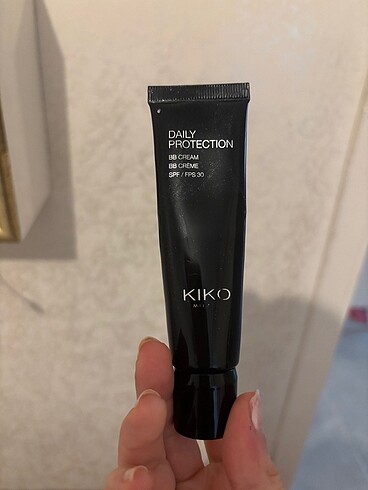 DAILY
PROTECTION
BB CREAM
BB CRÈME
SPF / FPS 30
KIKO